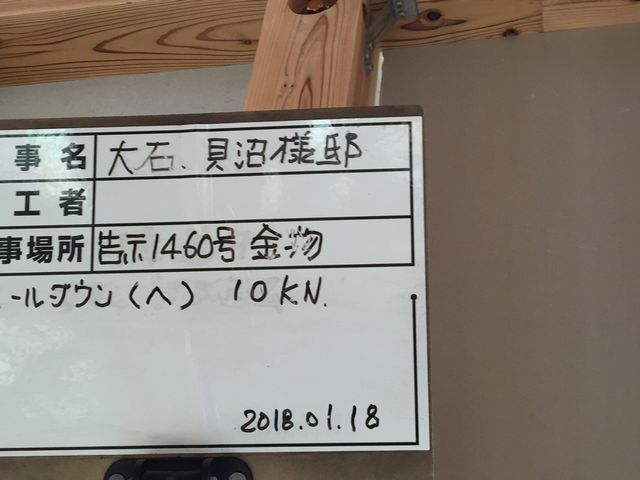 事名 大石、貝沼様邸
工者
事場所 告示1460号 金物
ールダウン(へ) 10KN.
2018.01.18